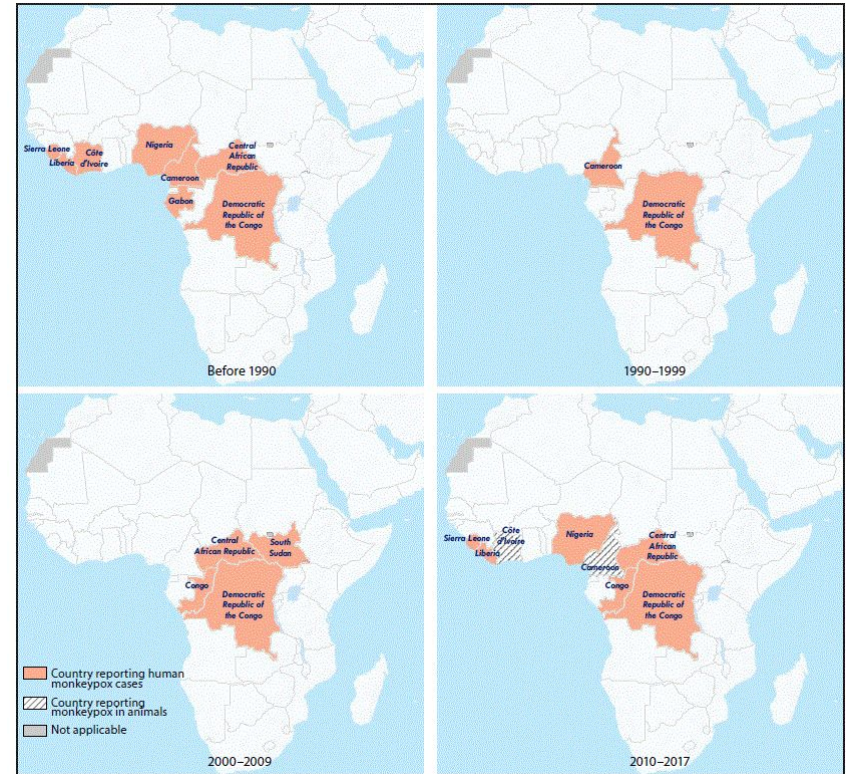 Sierra Leone
Liberia
Côte
d'Ivoire
Nigeria
Cameroon
Gabon
Central
African
Republic
Democratic
Republic of
the Congo
Before 1990
Cameroon
Democratic
Republic of
the Congo
1990–1999
Central
African Republic
South
Sudan
Congo
Democratic
Republic of
the Congo
Country reporting human
monkeypox cases
Country reporting
monkeypox in animals
Not applicable
2000–2009
Sierra Leone
Liberia
Côte
d'Ivoire
Nigeria
Cameroon
Central
African
Republic
Congo
Democratic
Republic of
the Congo
2010–2017